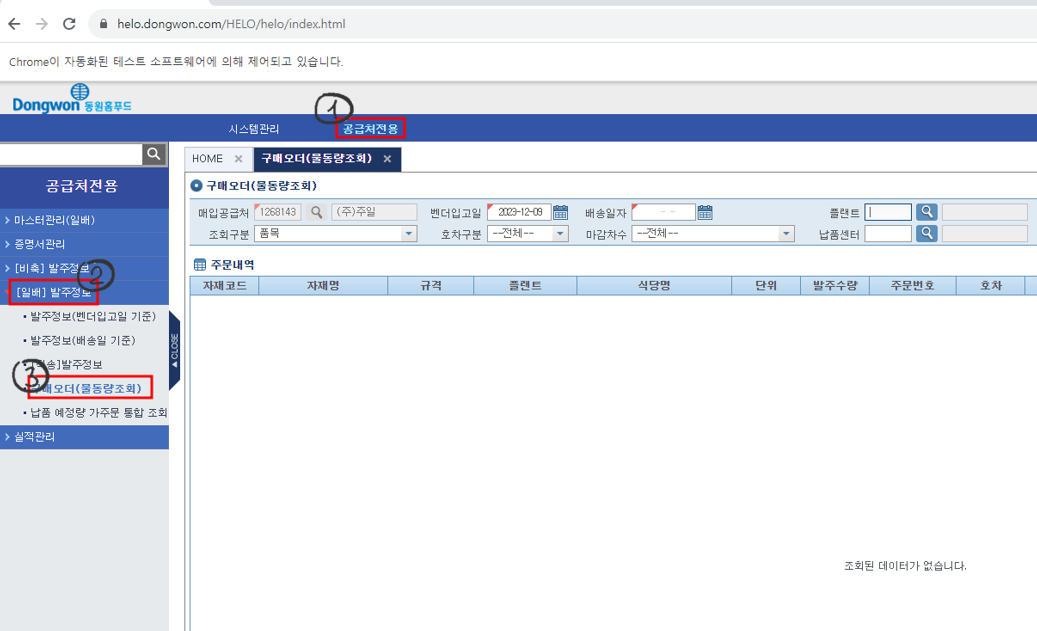 helo.dongwon.com/HELO/helo/index.html
Chrome이 자동화된 테스트 소프트웨어에 의해 제어되고 있습니다.
Dongwon 동원홈푸드
①
시스템관리 공급처전용
HOME × 구매오더(물동량조회) ×
공급처전용
마스터관리(일배)
증명서관리
[비축] 발주정보
②
[일배] 발주정보
발주정보(벤더입고일 기준)
발주정보(배송일 기준)
발주정보
③
구매오더(물동량조회)
납품 예정량 가주문 통합 조회
실적관리
◀ CLOSE
구매오더(물동량조회)
매입공급처 1268143 (주)주일 벤더입고일 2023-12-09 배송일자 - - 플랜트
조회구분 품목 호차구분 --전체-- 마감차수 --전체-- 납품센터
주문내역
자재코드 자재명 규격 플랜트 식당명 단위 발주수량 주문번호 호차
조회된 데이터가 없습니다.